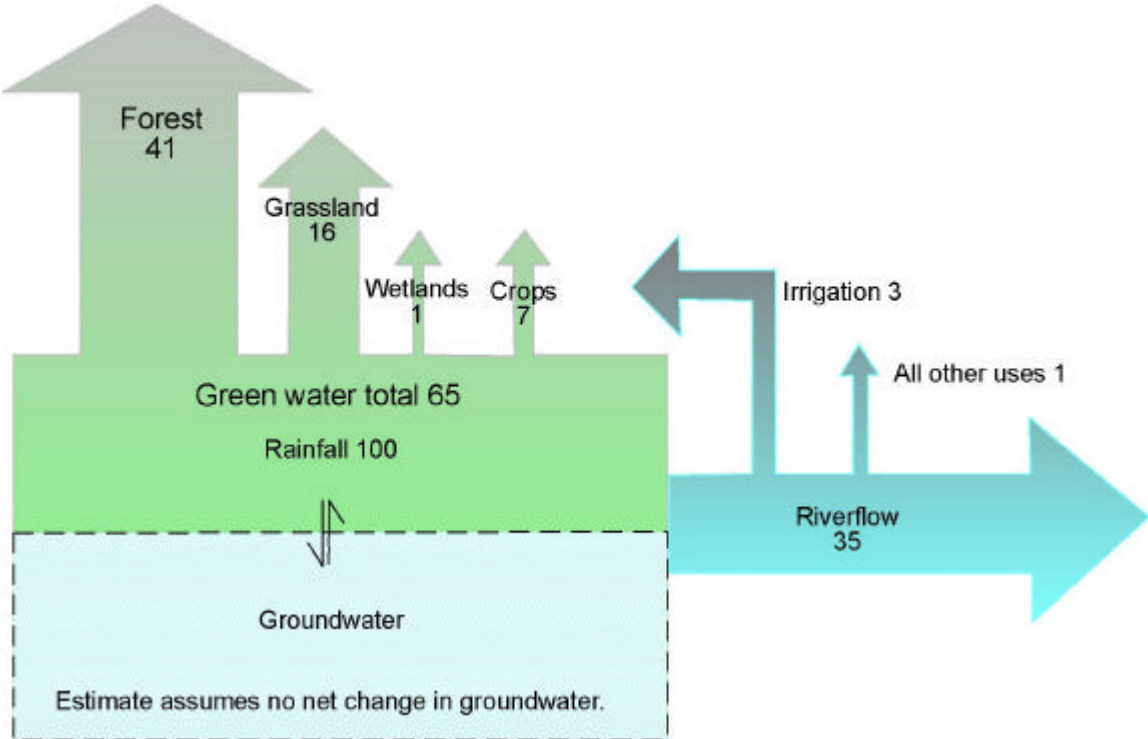 Forest
41
Grassland
16
Wetlands
1
Crops
7
Irrigation 3
All other uses 1
Green water total 65
Rainfall 100
Riverflow
35
Groundwater
Estimate assumes no net change in groundwater.